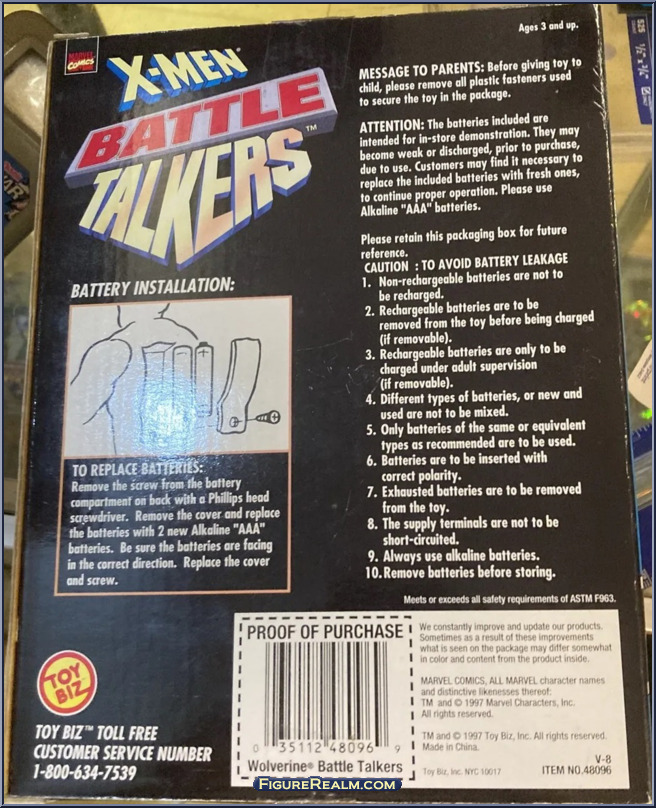 Ages 3 and up.
MARVEL
COMICS
X-MEN
BATTLE
TALKERS™
BATTERY INSTALLATION:
TO REPLACE BATTERIES:
Remove the screw from the battery
compartment on back with a Phillips head
screwdriver. Remove the cover and replace
the batteries with 2 new Alkaline "AAA"
batteries. Be sure the batteries are facing
in the correct direction. Replace the cover
and screw.
MESSAGE TO PARENTS: Before giving toy to
child, please remove all plastic fasteners used
to secure the toy in the package.
ATTENTION: The batteries included are
intended for in-store demonstration. They may
become weak or discharged, prior to purchase,
due to use. Customers may find it necessary to
replace the included batteries with fresh ones,
to continue proper operation. Please use
Alkaline "AAA" batteries.
Please retain this packaging box for future
reference.
CAUTION : TO AVOID BATTERY LEAKAGE
1. Non-rechargeable batteries are not to
be recharged.
2. Rechargeable batteries are to be
removed from the toy before being charged
(if removable).
3. Rechargeable batteries are only to be
charged under adult supervision
(if removable).
4. Different types of batteries, or new and
used are not to be mixed.
5. Only batteries of the same or equivalent
types as recommended are to be used.
6. Batteries are to be inserted with
correct polarity.
7. Exhausted batteries are to be removed
from the toy.
8. The supply terminals are not to be
short-circuited.
9. Always use alkaline batteries.
10. Remove batteries before storing.
Meets or exceeds all safety requirements of ASTM F963.
TOY
BIZ
TOY BIZ™ TOLL FREE
CUSTOMER SERVICE NUMBER
1-800-634-7539
PROOF OF PURCHASE
0 35112 48096 9
Wolverine® Battle Talkers
We constantly improve and update our products.
Sometimes as a result of these improvements
what is seen on the package may differ somewhat
in color and content from the product inside.
MARVEL COMICS, ALL MARVEL character names
and distinctive likenesses thereof:
TM and © 1997 Marvel Characters, Inc.
All rights reserved.
TM and © 1997 Toy Biz, Inc. All rights reserved.
Made in China.
V-8
Toy Biz, Inc. NYC 10017
ITEM NO.48096
FIGUREREALM.COM